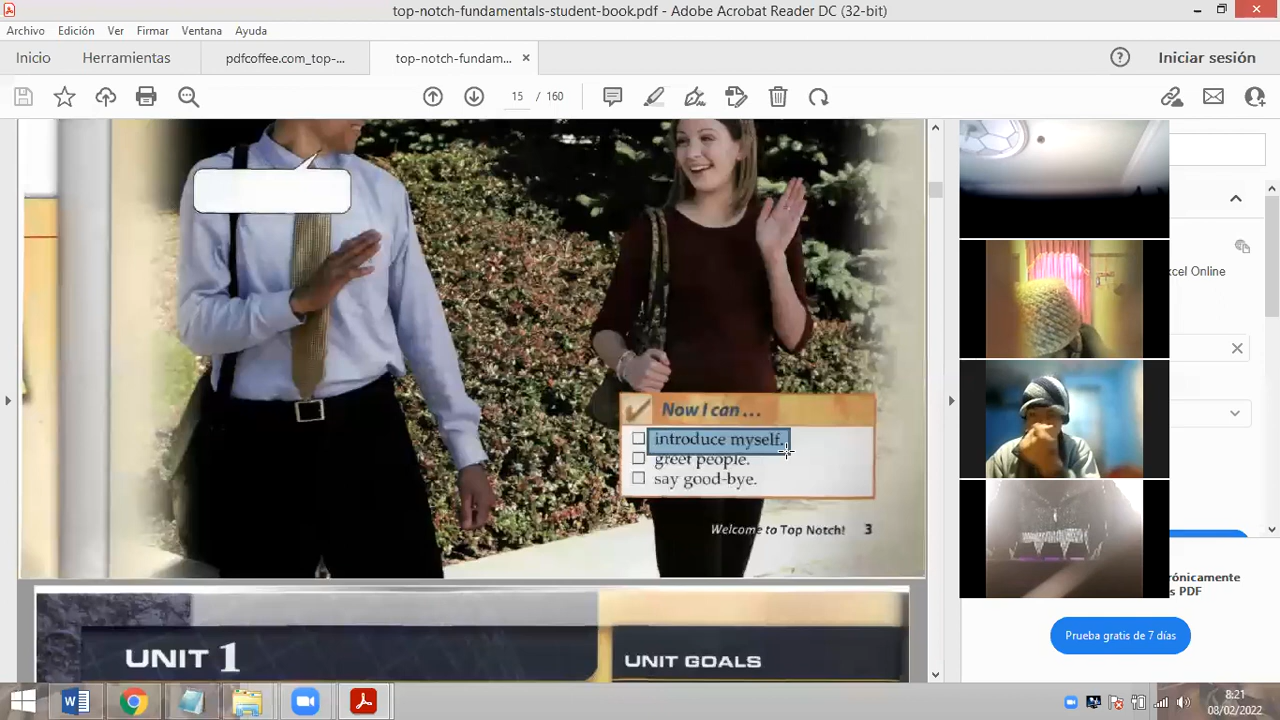 top-notch-fundamentals-student-book.pdf - Adobe Acrobat Reader DC (32-bit)
Archivo Edición Ver Firmar Ventana Ayuda
Inicio Herramientas pdfcoffee.com_top-... top-notch-fundam... × Iniciar sesión
15 / 160
Excel Online
Now I can ...
introduce myself.
greet people.
say good-bye.
Welcome to Top Notch! 3
UNIT 1
UNIT GOALS
PDF
Prueba gratis de 7 días
8:21
08/02/2022